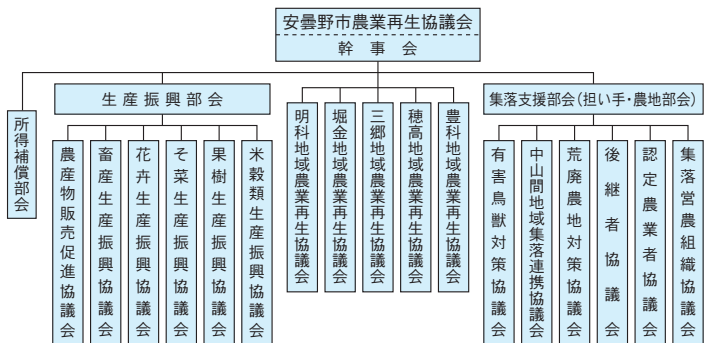 安曇野市農業再生協議会
幹事会
所得補償部会
生産振興部会
農産物販売促進協議会
畜産生産振興協議会
花卉生産振興協議会
そ菜生産振興協議会
果樹生産振興協議会
米穀類生産振興協議会
明科地域農業再生協議会
堀金地域農業再生協議会
三郷地域農業再生協議会
穂高地域農業再生協議会
豊科地域農業再生協議会
集落支援部会(担い手・農地部会)
有害鳥獣対策協議会
中山間地域集落連携協議会
荒廃農地対策協議会
後継者協議会
認定農業者協議会
集落営農組織協議会